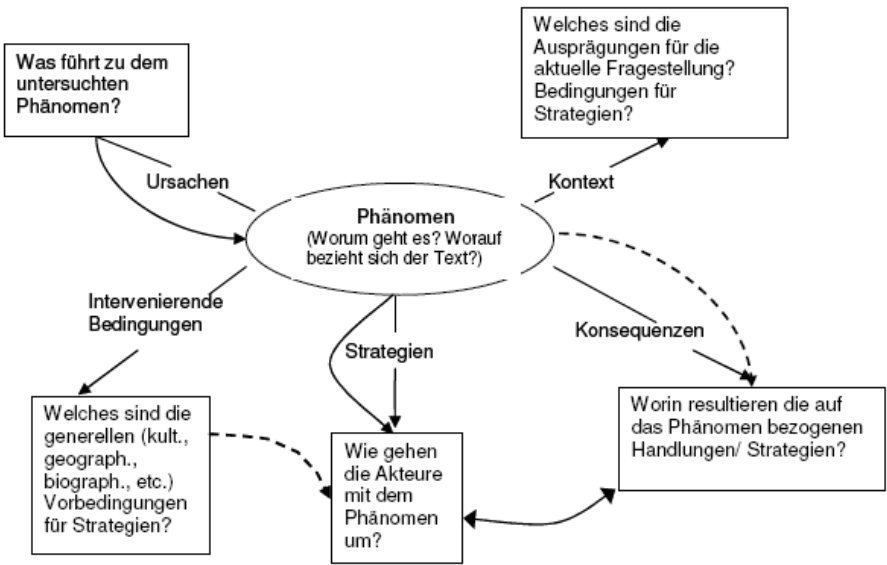 Was führt zu dem
untersuchten
Phänomen?
Welches sind die
Ausprägungen für die
aktuelle Fragestellung?
Bedingungen für
Strategien?
Ursachen
Kontext
Phänomen
(Worum geht es? Worauf
bezieht sich der Text?)
Intervenierende
Bedingungen
Strategien
Konsequenzen
Welches sind die
generellen (kult.,
geograph.,
biograph., etc.)
Vorbedingungen
für Strategien?
Wie gehen
die Akteure
mit dem
Phänomen
um?
Worin resultieren die auf
das Phänomen bezogenen
Handlungen/ Strategien?